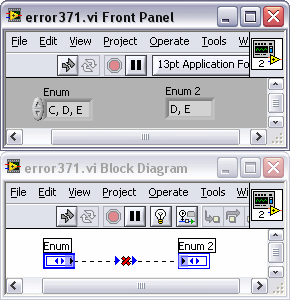 error371.vi Front Panel
File Edit View Project Operate Tools W
13pt Application Fo
2
Enum
C, D, E
Enum 2
D, E
error371.vi Block Diagram
File Edit View Project Operate Tools Wi
2
Enum
Enum 2